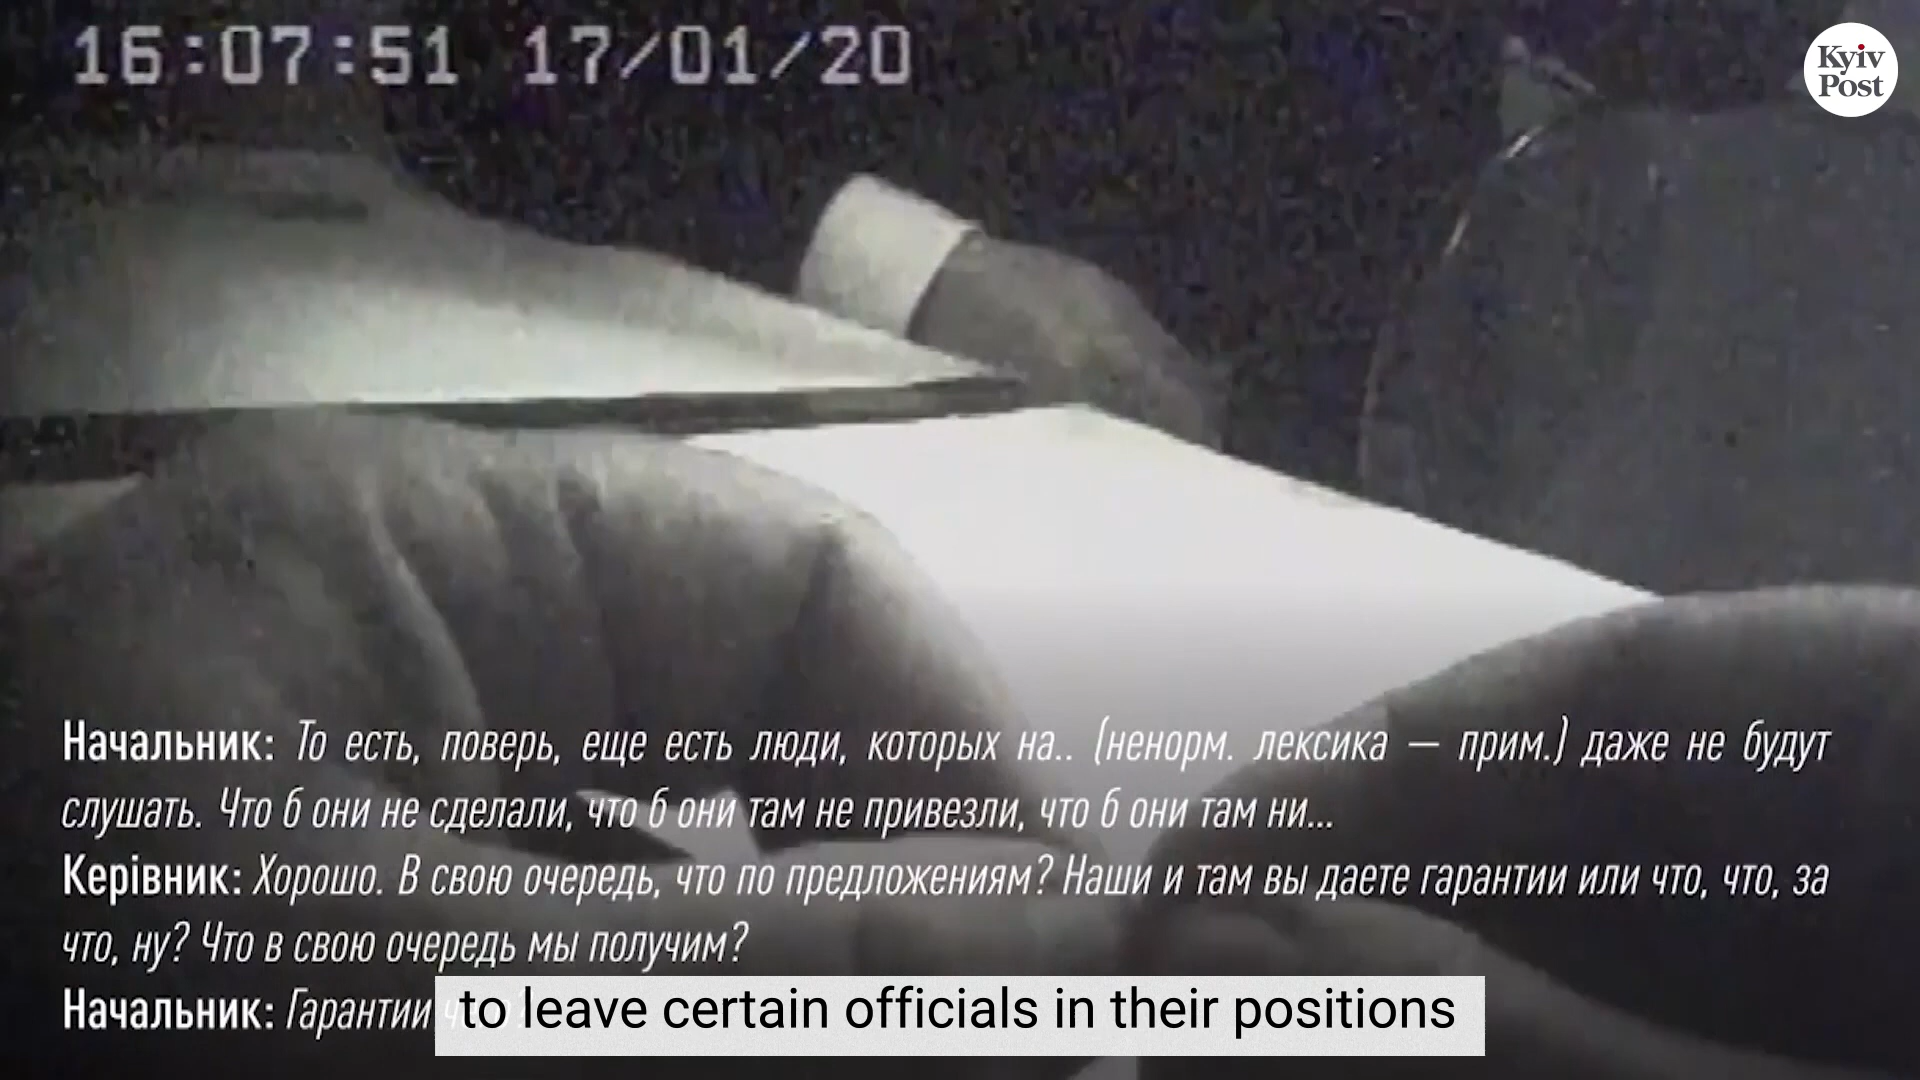 16:07:51 17/01/20
Kyiv
Post
Начальник: То есть, поверь, еще есть люди, которых на.. (ненорм. лексика — прим.) даже не будут
слушать. Что б они не сделали, что б они там не привезли, что б они там ни...
Керівник: Хорошо. В свою очередь, что по предложениям? Наши и там вы даете гарантии или что, что, за
что, ну? Что в свою очередь мы получим?
Начальник: Гарантии
to leave certain officials in their positions